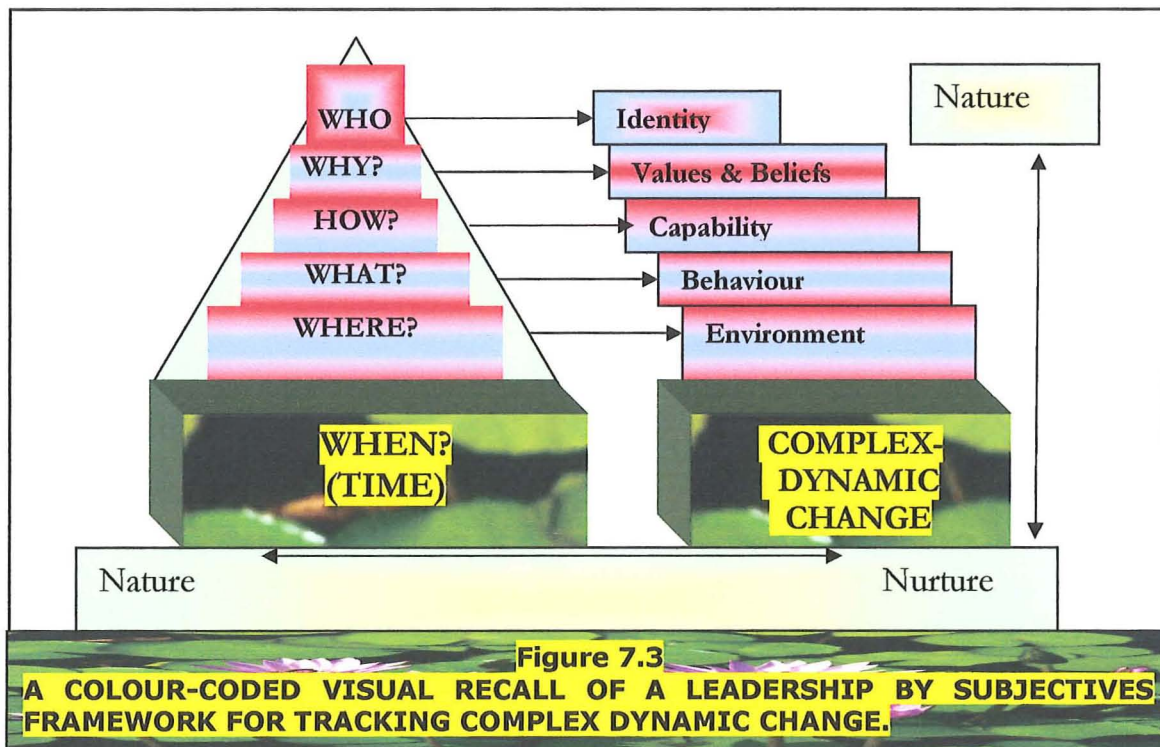 Nature
WHO
Identity
WHY?
Values & Beliefs
HOW?
Capability
WHAT?
Behaviour
WHERE?
Environment
WHEN?
(TIME)
COMPLEX-
DYNAMIC
CHANGE
Nature
Nurture
Figure 7.3
A COLOUR-CODED VISUAL RECALL OF A LEADERSHIP BY SUBJECTIVES
FRAMEWORK FOR TRACKING COMPLEX DYNAMIC CHANGE.